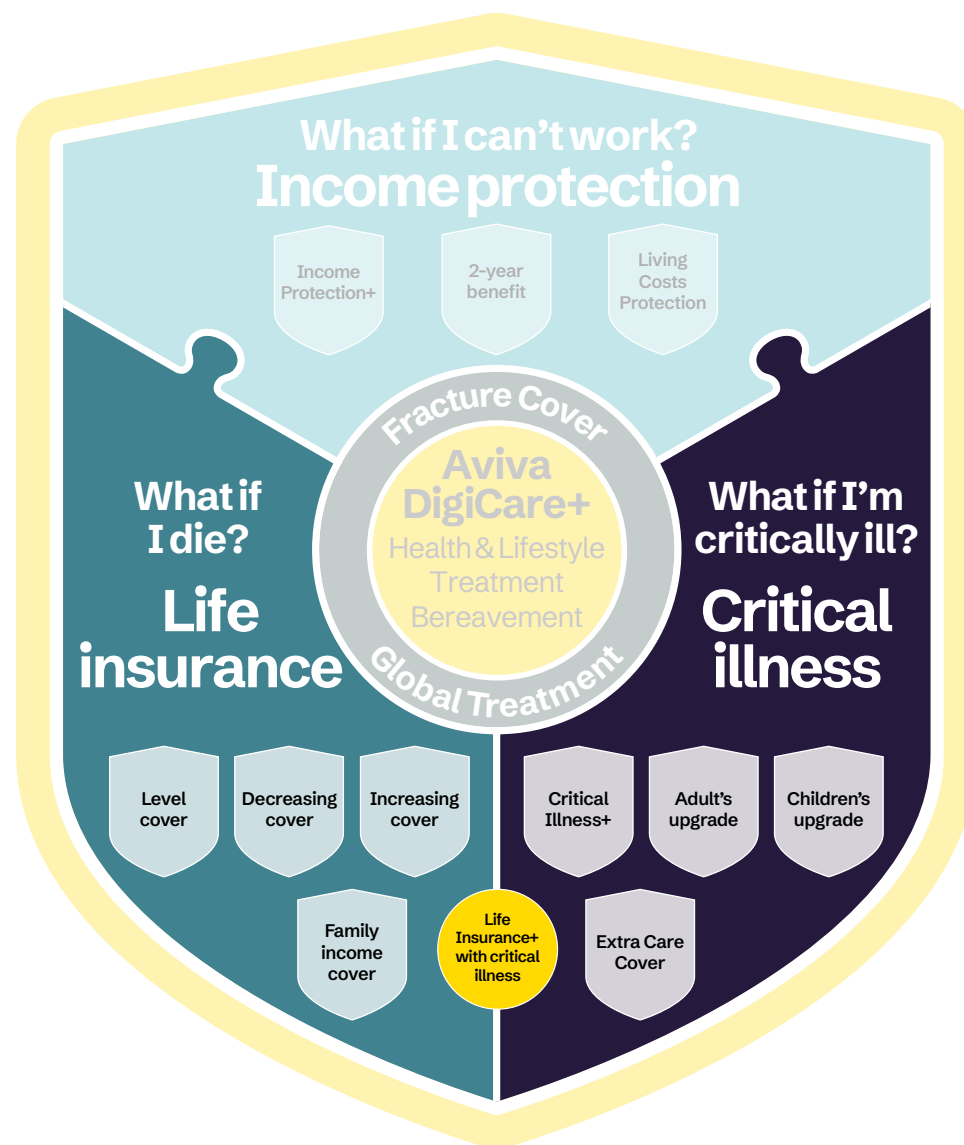 What if I can't work?
Income protection
Income
Protection+
2-year
benefit
Living
Costs
Protection
Fracture Cover
Aviva
DigiCare+
Health & Lifestyle
Treatment
Bereavement
Global Treatment
What if
I die?
Life
insurance
What if I'm
critically ill?
Critical
illness
Level
cover
Decreasing
cover
Increasing
cover
Critical
Illness+
Adult's
upgrade
Children's
upgrade
Family
income
cover
Life
Insurance+
with critical
illness
Extra Care
Cover